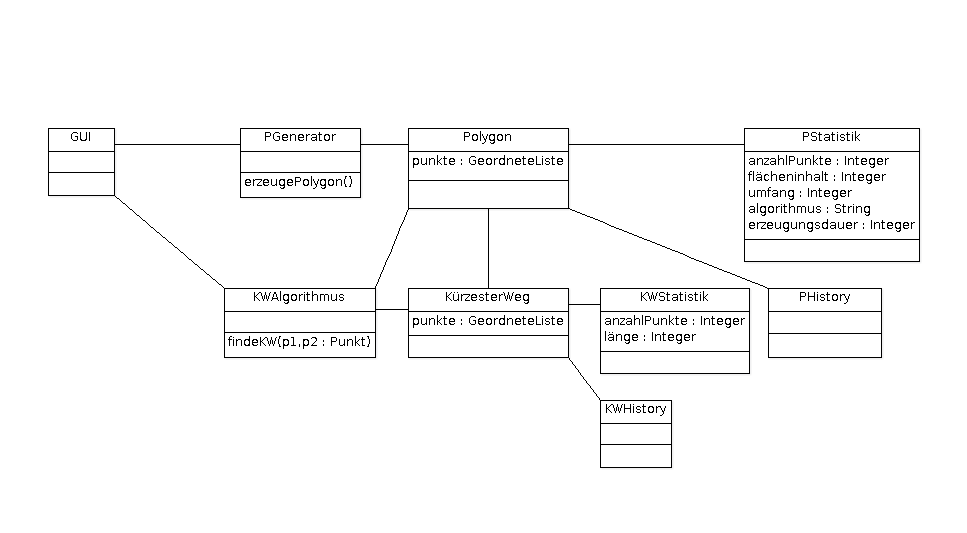 GUI
PGenerator
erzeugePolygon()
Polygon
punkte : GeordneteListe
PStatistik
anzahlPunkte : Integer
flächeninhalt : Integer
umfang : Integer
algorithmus : String
erzeugungsdauer : Integer
KWAlgorithmus
findeKW(p1,p2 : Punkt)
KürzesterWeg
punkte : GeordneteListe
KWStatistik
anzahlPunkte : Integer
länge : Integer
PHistory
KWHistory